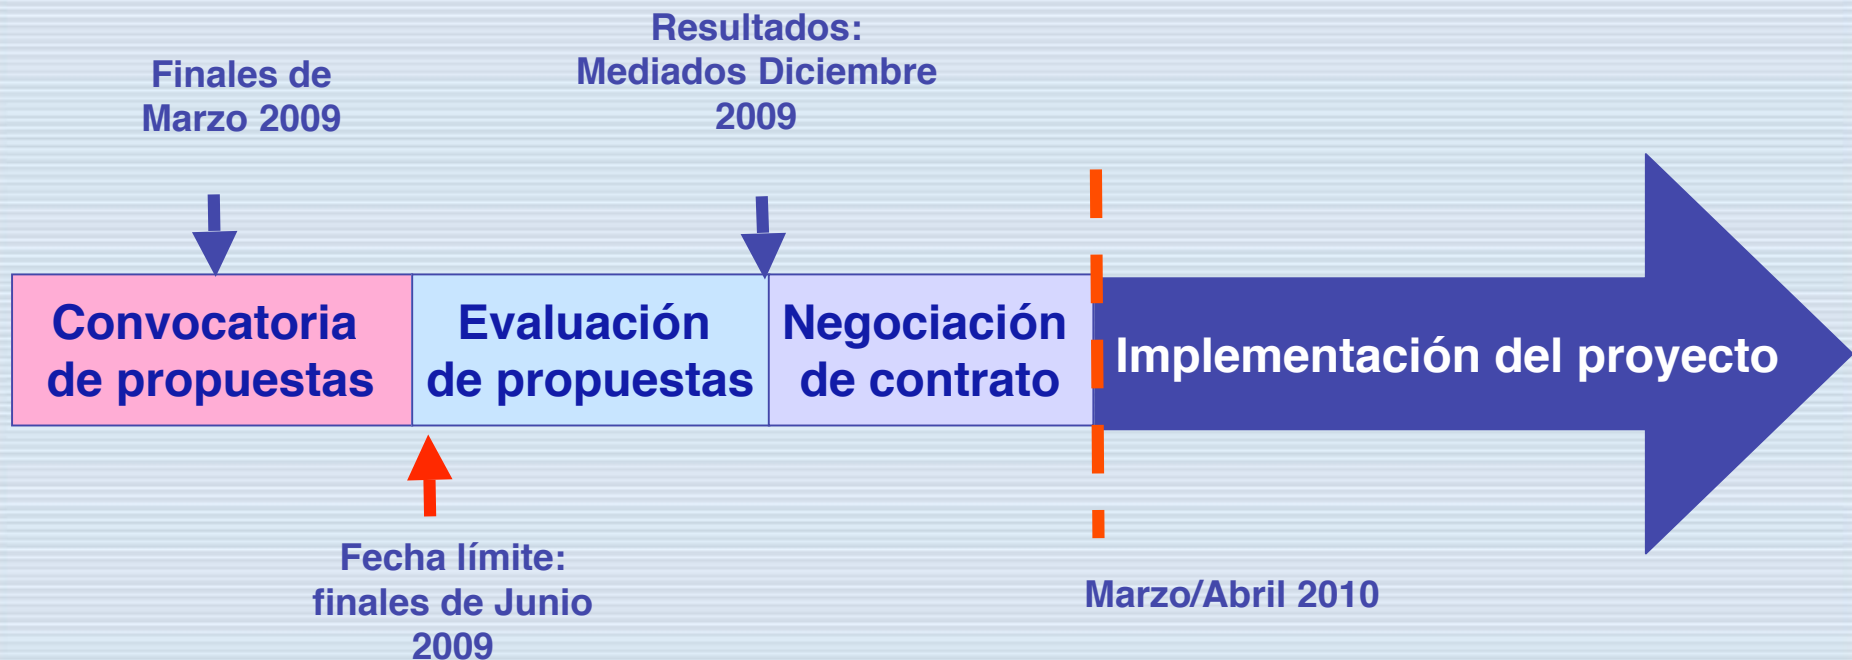 Finales de
Marzo 2009
Resultados:
Mediados Diciembre
2009
Convocatoria
de propuestas
Evaluación
de propuestas
Negociación
de contrato
Implementación del proyecto
Fecha límite:
finales de Junio
2009
Marzo/Abril 2010